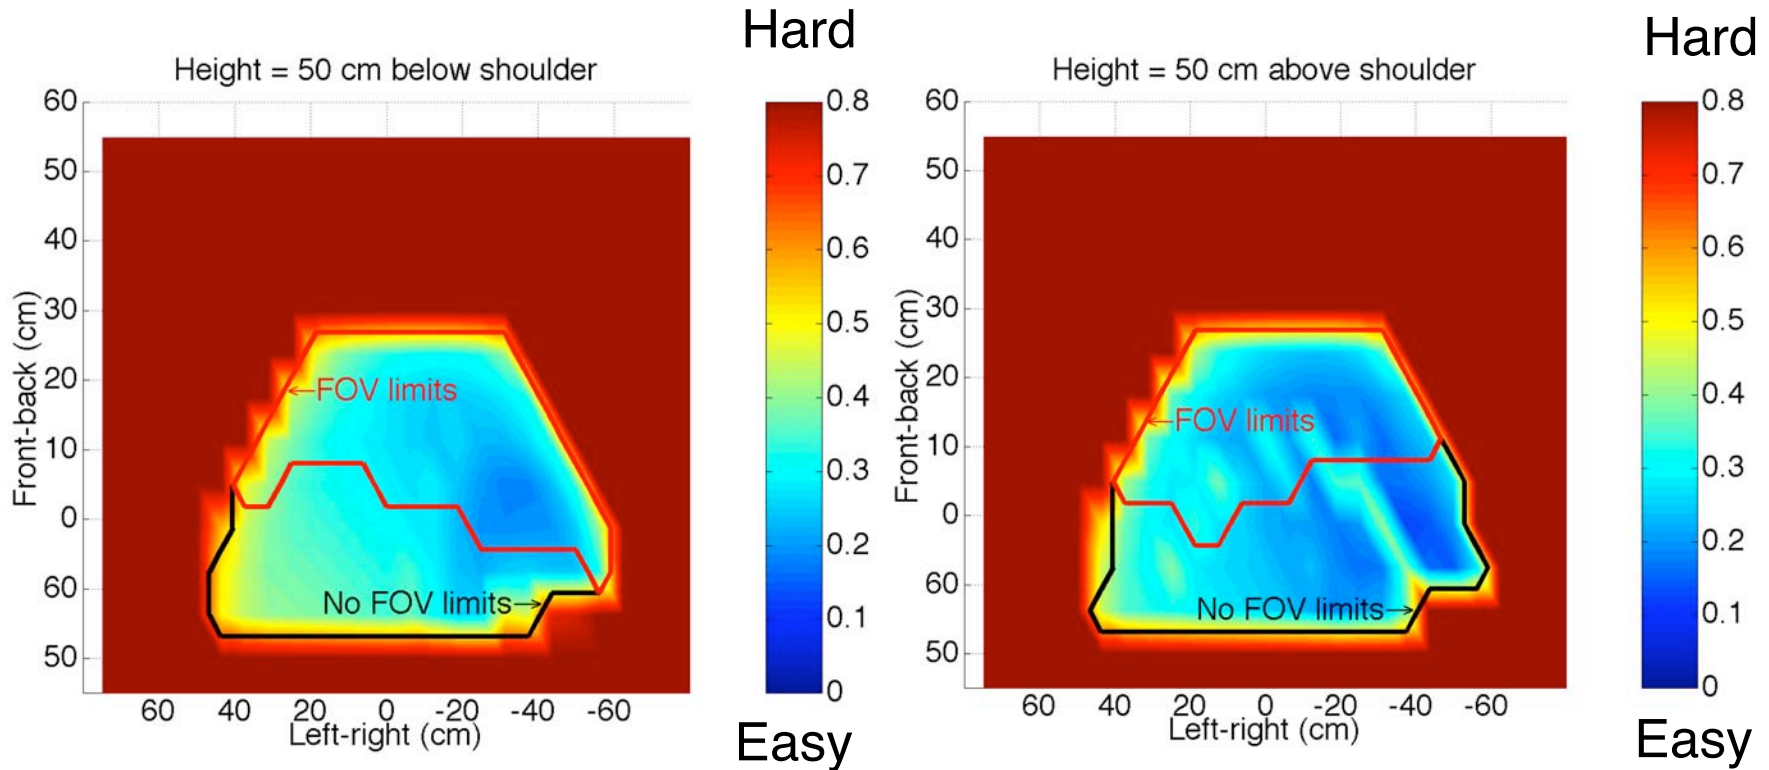 Hard
Height = 50 cm below shoulder
60
50
40
30
20
10
0
60
50
Front-back (cm)
FOV limits
No FOV limits
60 40 20 0 -20 -40 -60
Left-right (cm)
0.8
0.7
0.6
0.5
0.4
0.3
0.2
0.1
0
Easy
Hard
Height = 50 cm above shoulder
60
50
40
30
20
10
0
60
50
Front-back (cm)
FOV limits
No FOV limits
60 40 20 0 -20 -40 -60
Left-right (cm)
0.8
0.7
0.6
0.5
0.4
0.3
0.2
0.1
0
Easy